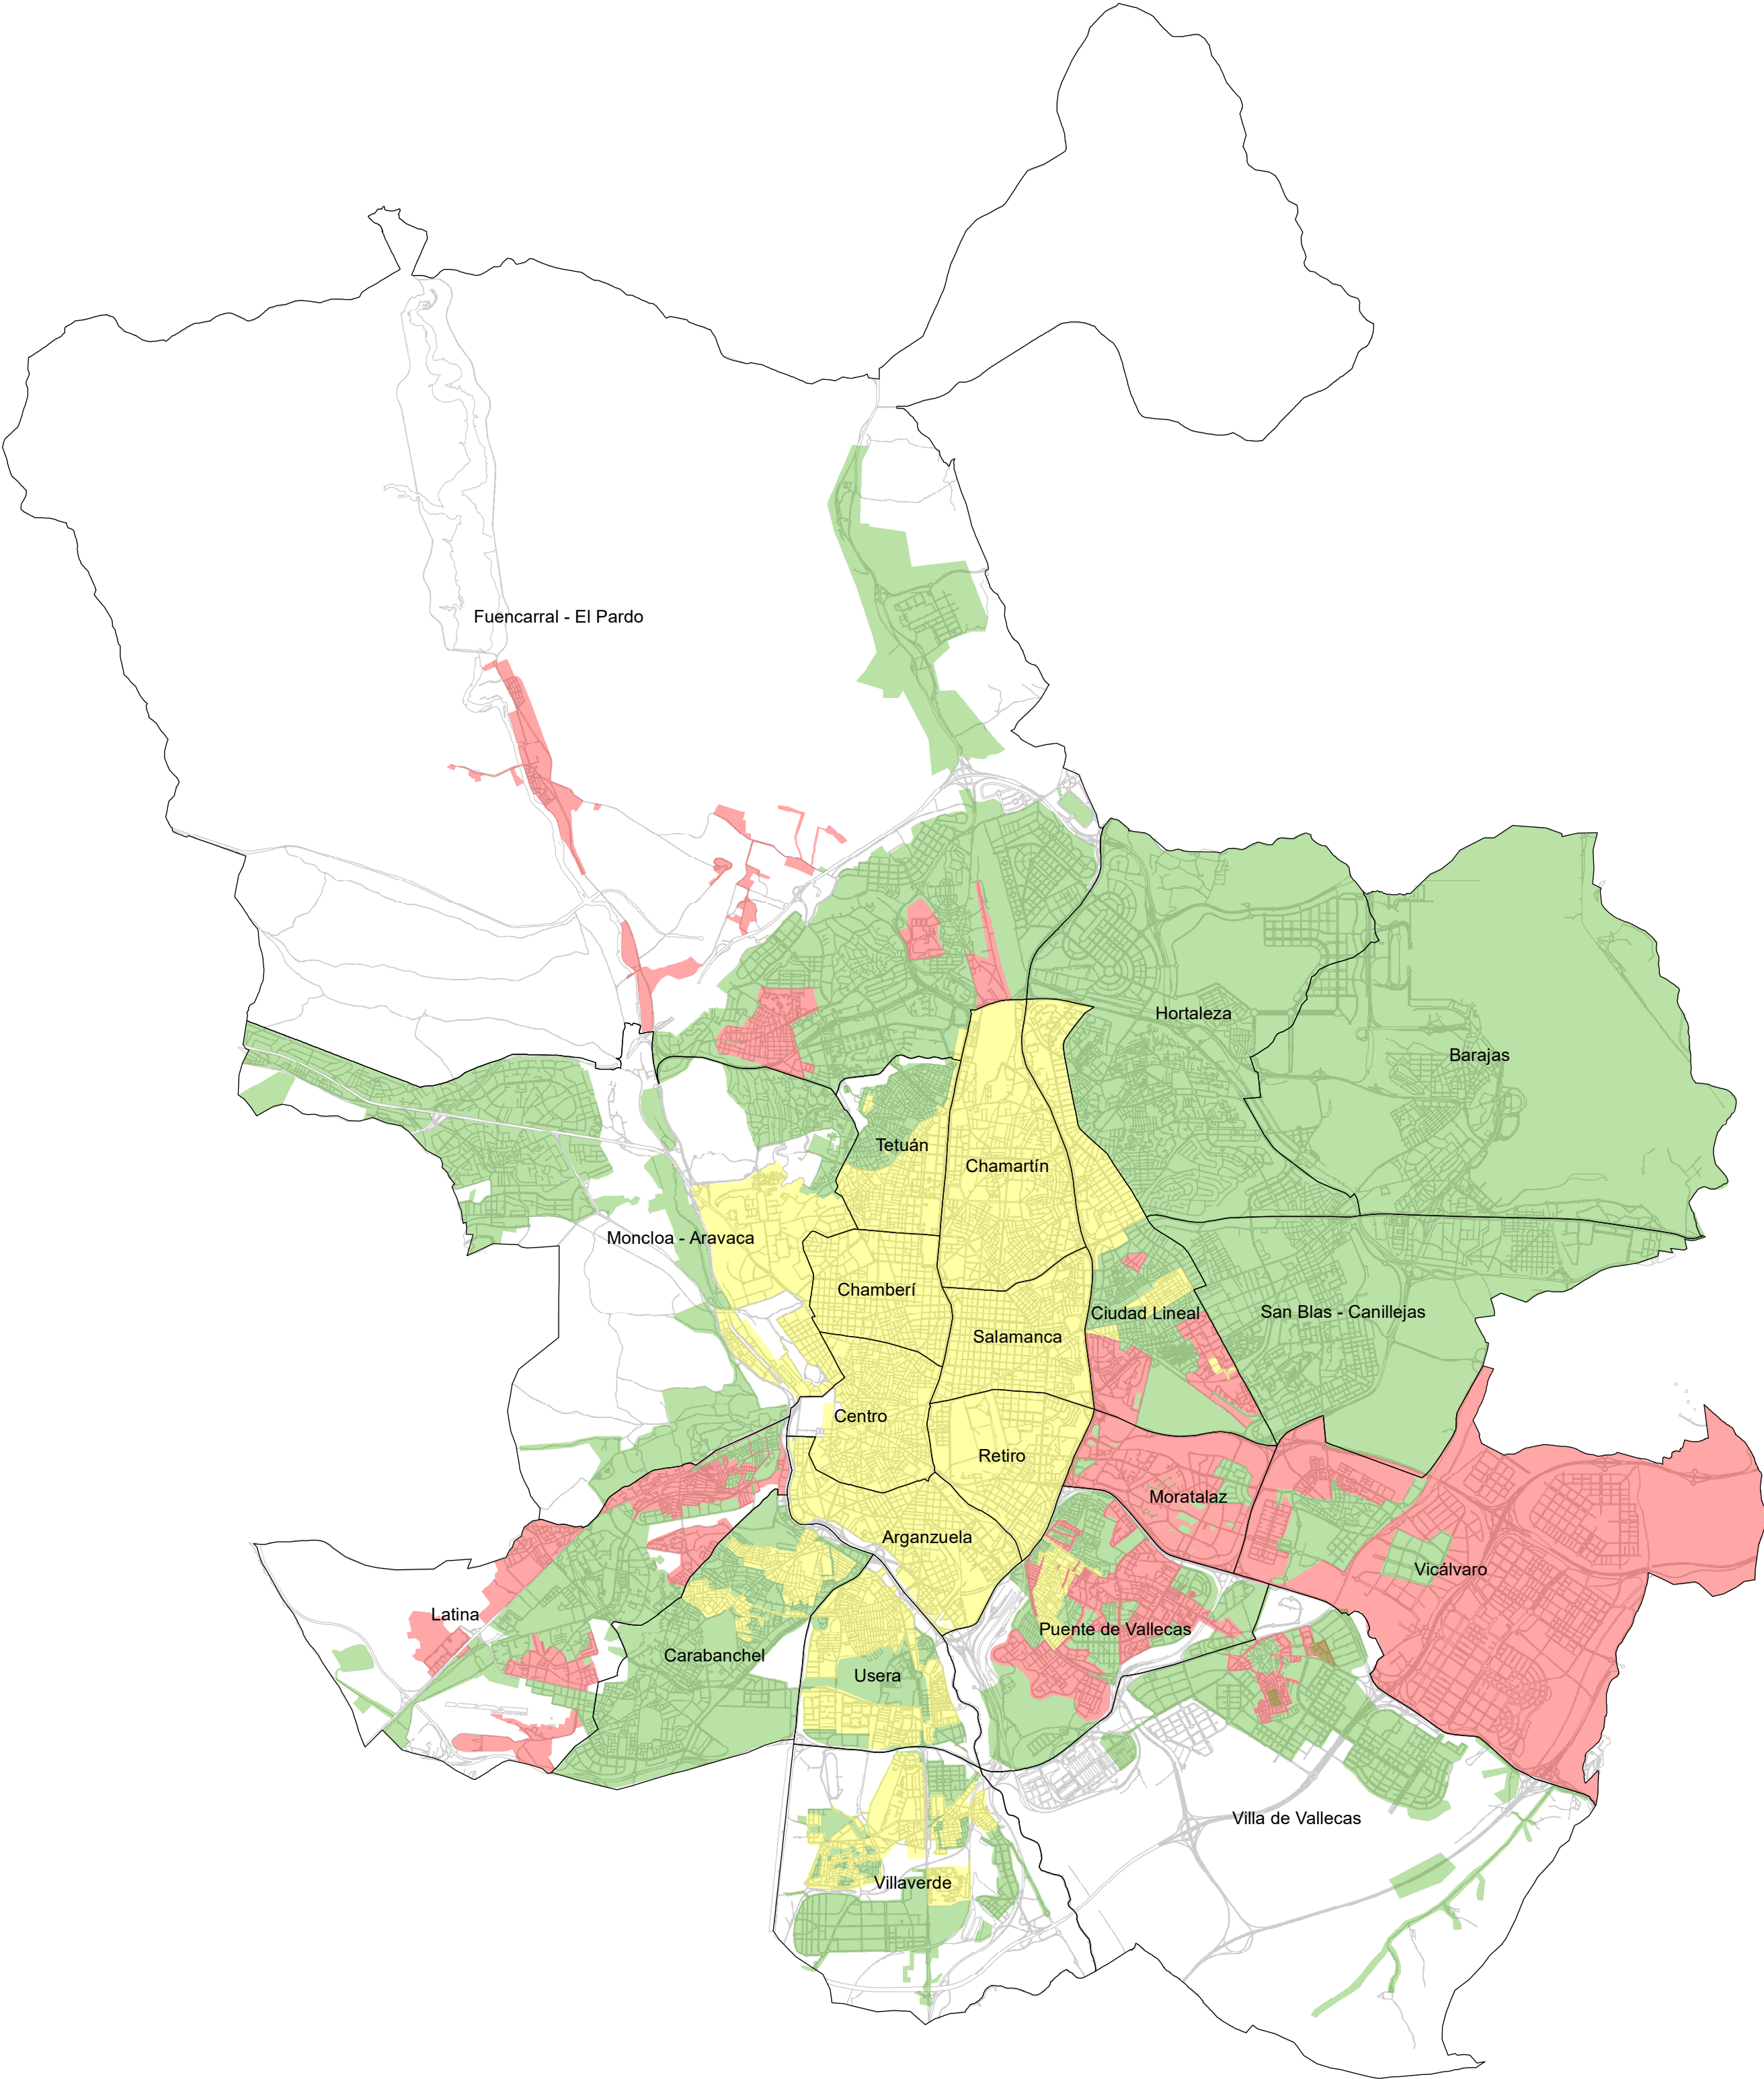 Fuencarral - El Pardo
Hortaleza
Barajas
Tetuán
Chamartín
Moncloa - Aravaca
Chamberí
Ciudad Lineal
San Blas - Canillejas
Salamanca
Centro
Retiro
Moratalaz
Arganzuela
Vicálvaro
Latina
Puente de Vallecas
Carabanchel
Usera
Villa de Vallecas
Villaverde